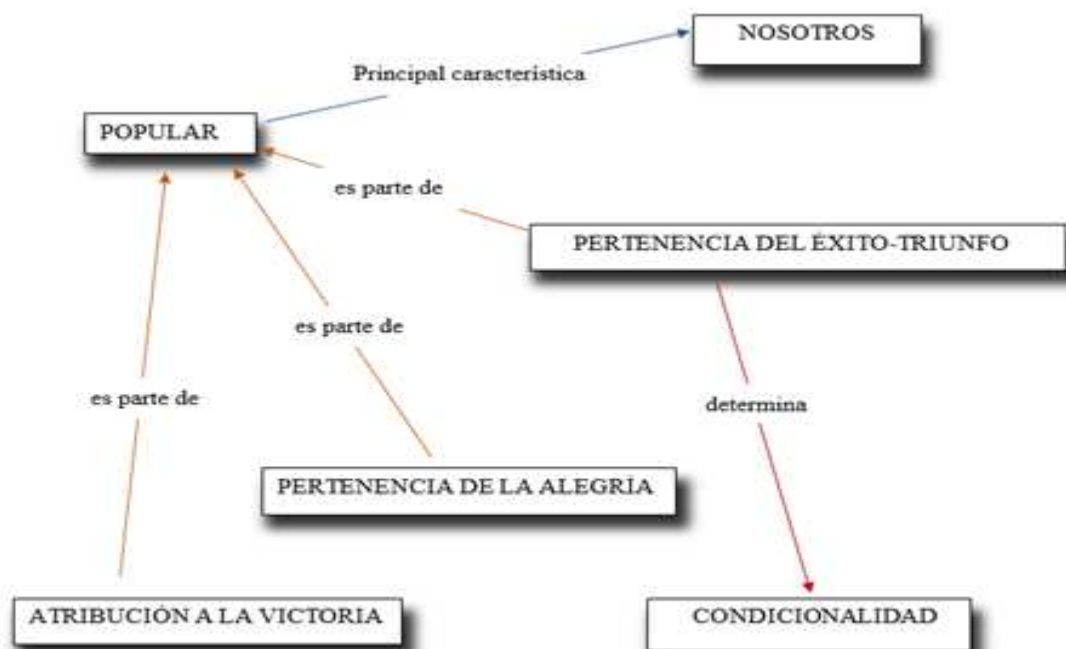 NOSOTROS
Principal característica
POPULAR
es parte de
PERTENENCIA DEL ÉXITO-TRIUNFO
es parte de
es parte de
determina
PERTENENCIA DE LA ALEGRÍA
ATRIBUCIÓN A LA VICTORIA
CONDICIONALIDAD